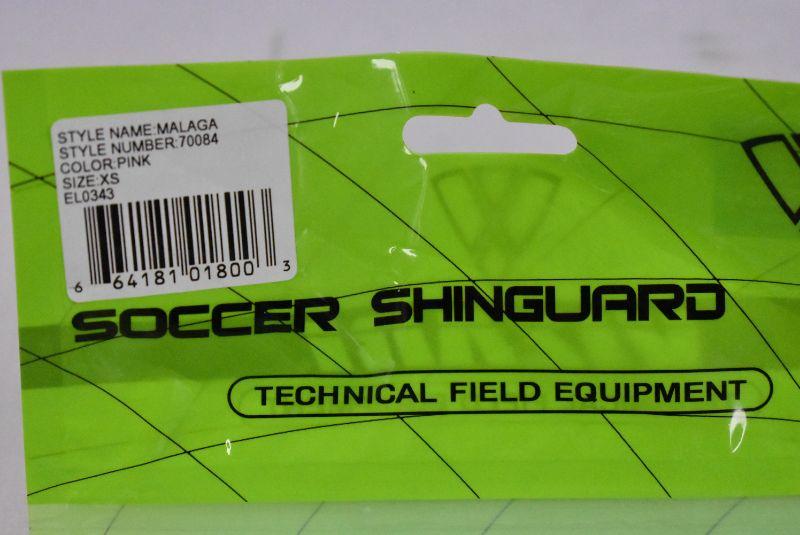 STYLE NAME:MALAGA
STYLE NUMBER:70084
COLOR:PINK
SIZE:XS
EL0343
6 64181 01800 3
SOCCER SHINGUARD
TECHNICAL FIELD EQUIPMENT